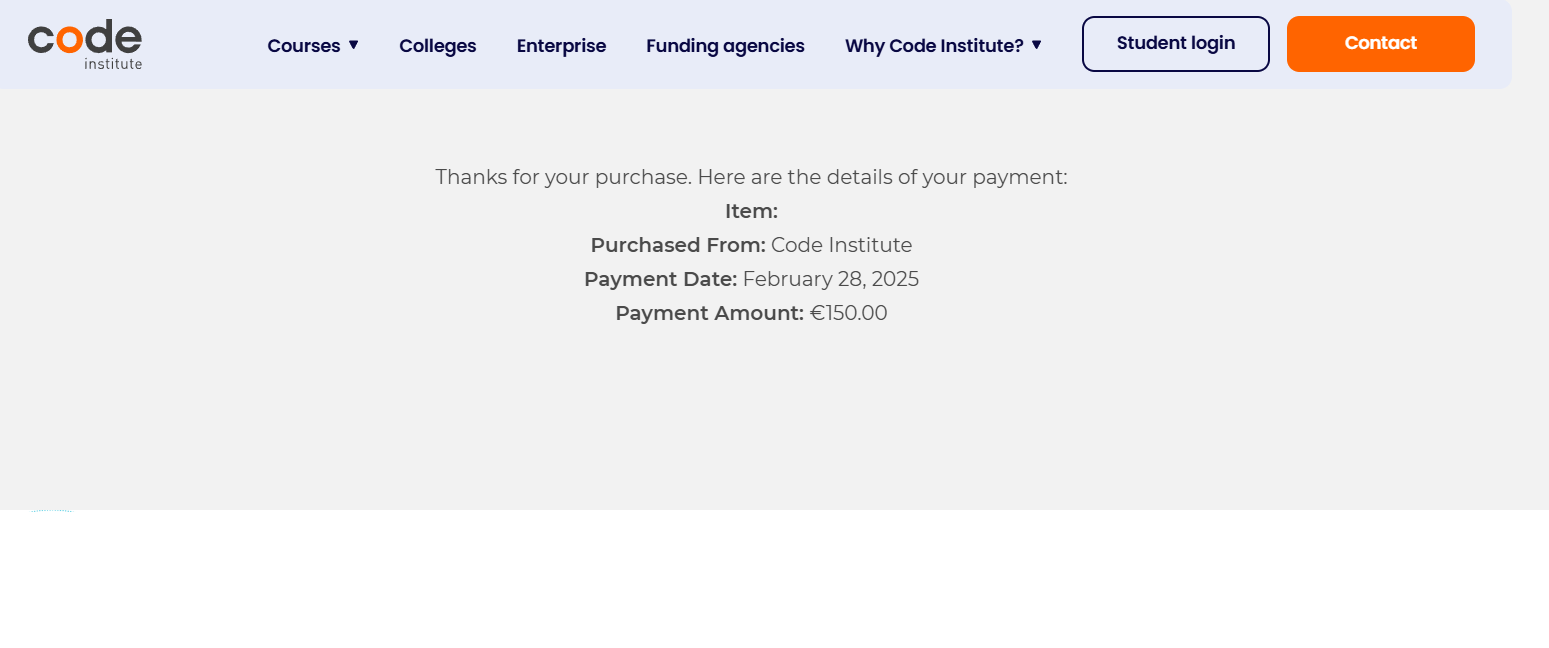 code
institute
Courses ▼
Colleges
Enterprise
Funding agencies
Why Code Institute? ▼
Student login
Contact
Thanks for your purchase. Here are the details of your payment:
Item:
Purchased From: Code Institute
Payment Date: February 28, 2025
Payment Amount: €150.00